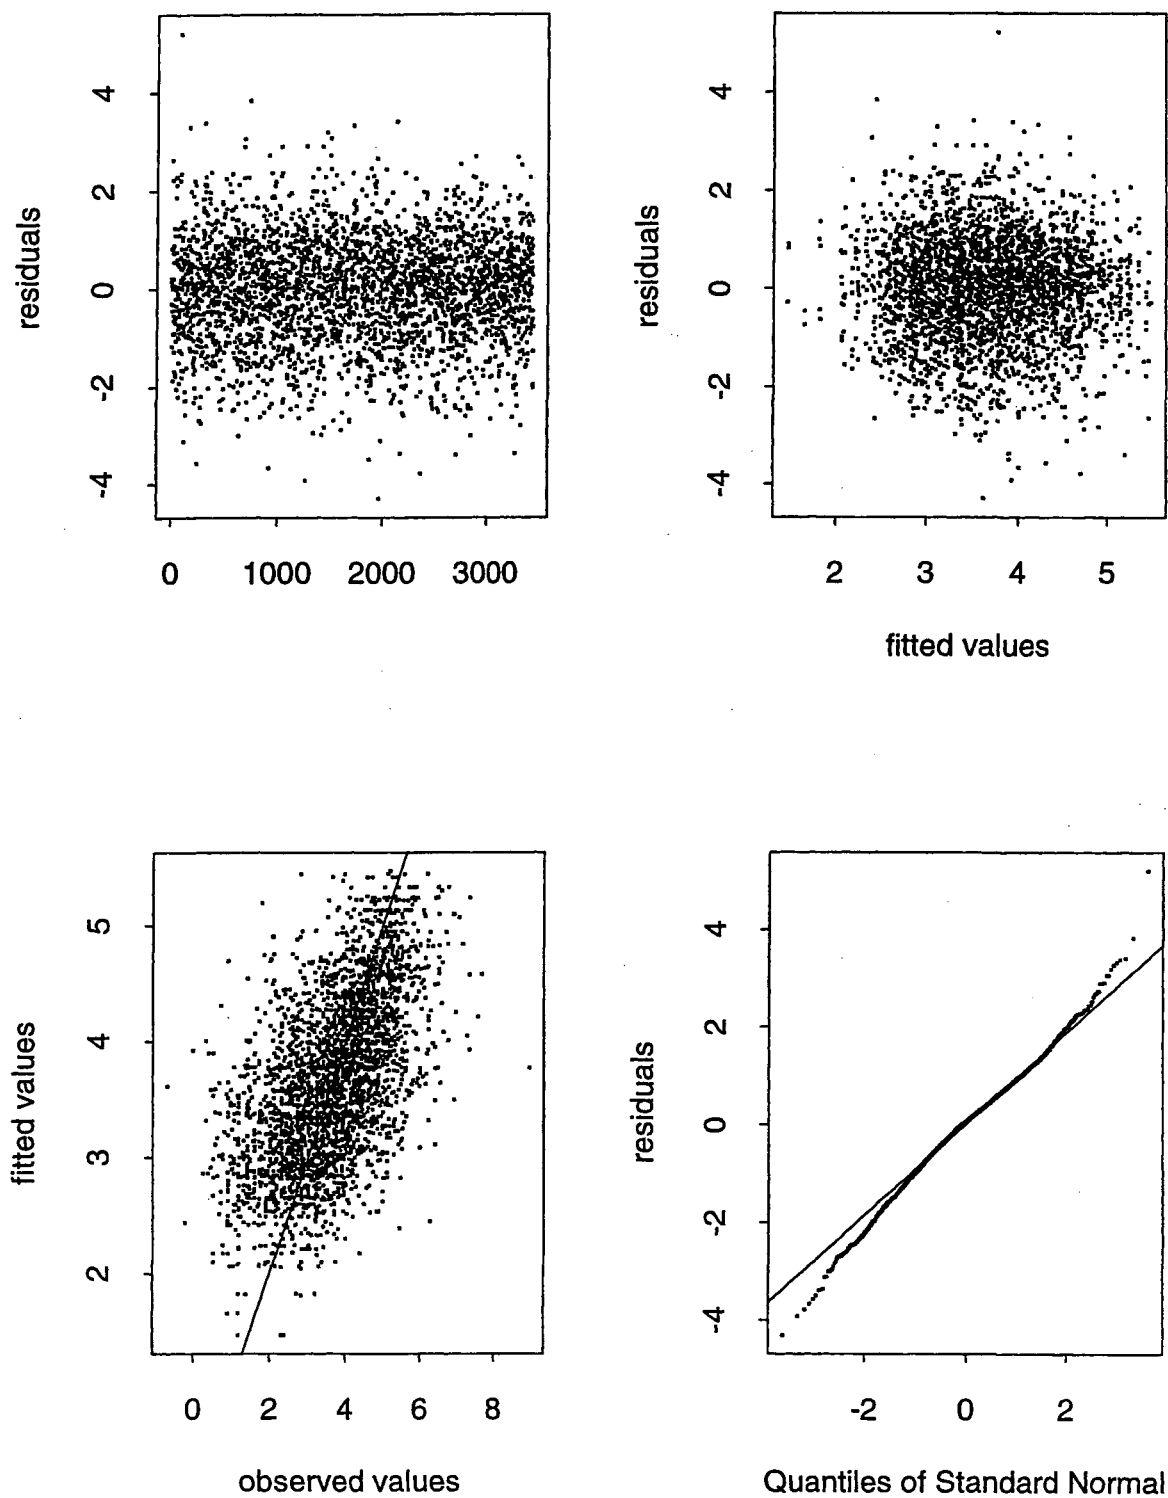 residuals
4
2
0
-2
-4
0 1000 2000 3000
residuals
4
2
0
-2
-4
2 3 4 5
fitted values
fitted values
5
4
3
2
0 2 4 6 8
observed values
residuals
4
2
0
-2
-4
-2 0 2
Quantiles of Standard Normal